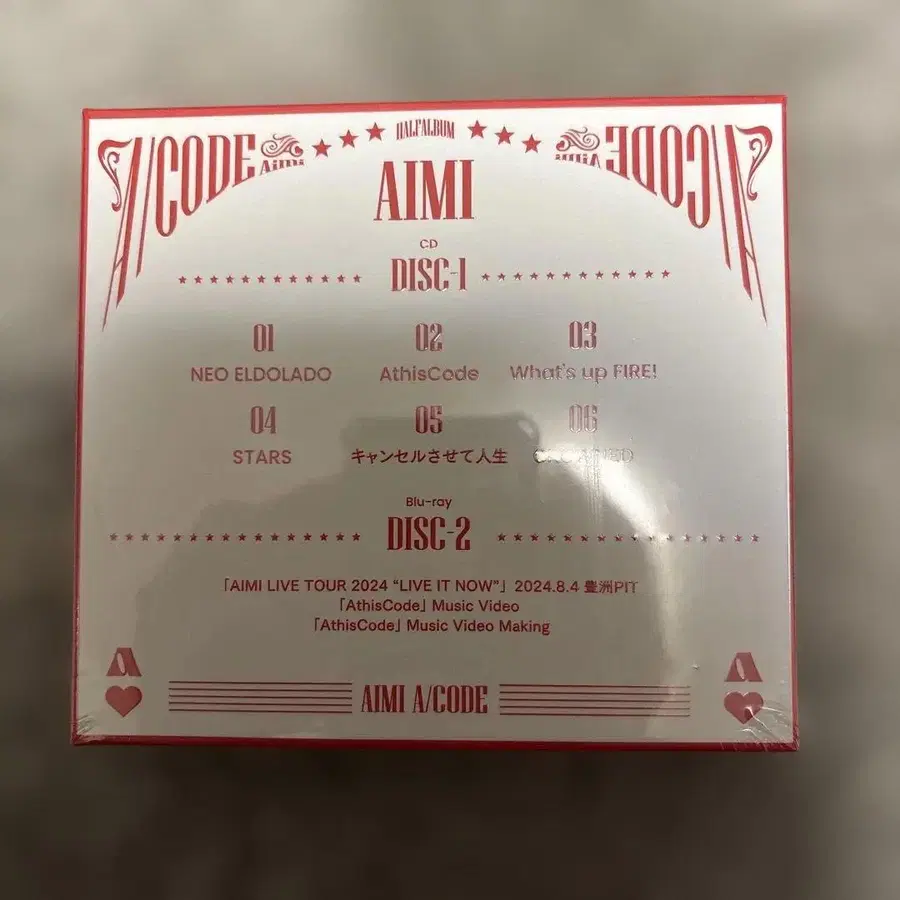 A/CODE Aimi ★★★ HALF ALBUM ★★★ Aimi A/CODE
AIMI
CD
DISC-1
01 02 03
NEO ELDOLADO AthisCode What's up FIRE!
04 05 06
STARS キャンセルさせて人生
Blu-ray
DISC-2
「AIMI LIVE TOUR 2024 “LIVE IT NOW”」 2024.8.4 豊洲PIT
「AthisCode」 Music Video
「AthisCode」 Music Video Making
A A
AIMI A/CODE